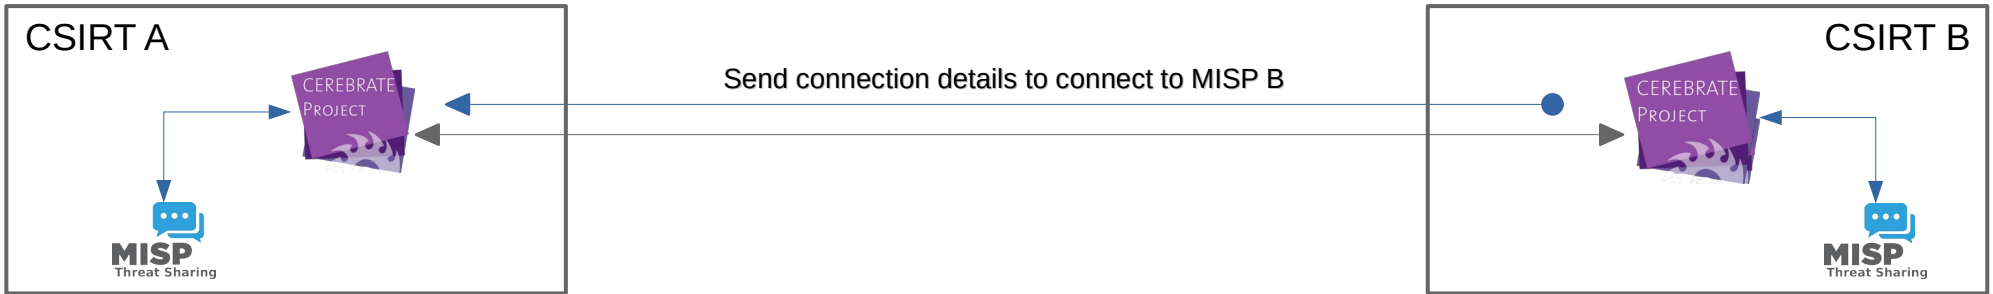 CSIRT A
CEREBRATE
PROJECT
MISP
Threat Sharing
Send connection details to connect to MISP B
CSIRT B
CEREBRATE
PROJECT
MISP
Threat Sharing